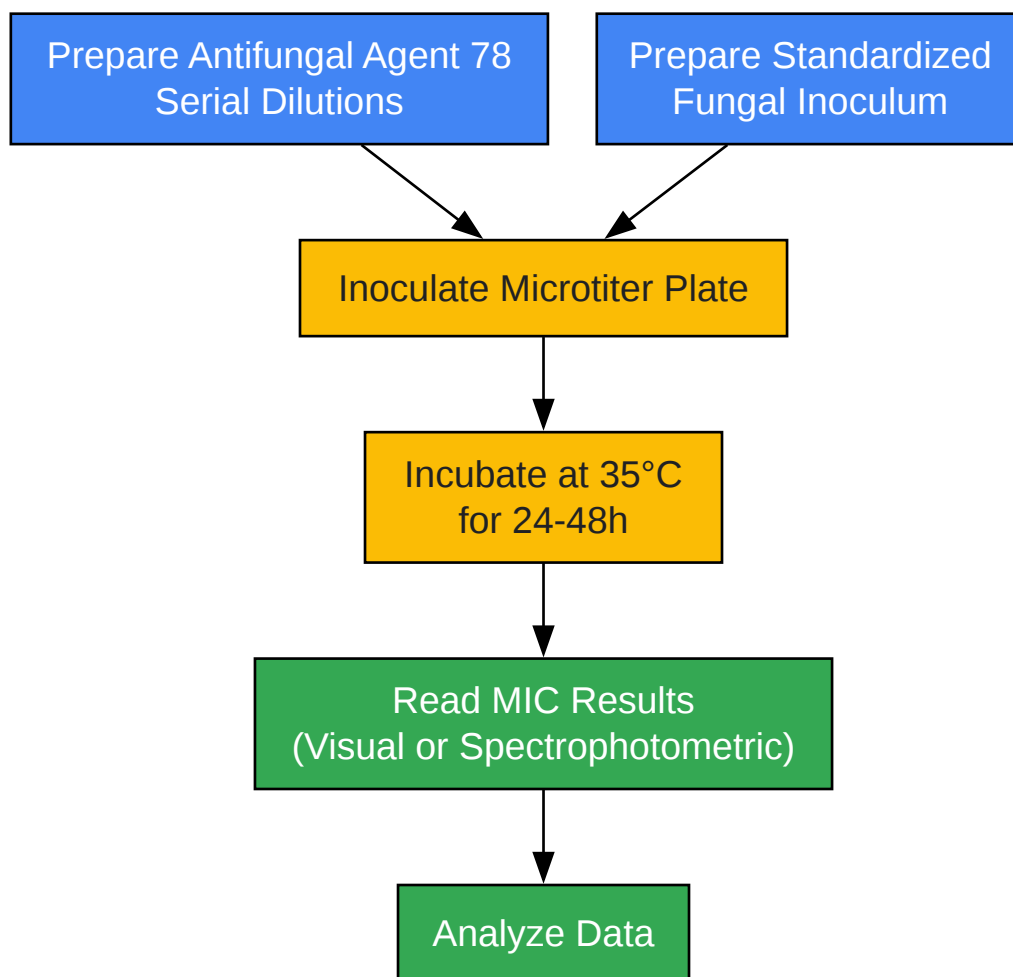 Prepare Antifungal Agent 78
Serial Dilutions
Prepare Standardized
Fungal Inoculum
Inoculate Microtiter Plate
Incubate at 35°C
for 24-48h
Read MIC Results
(Visual or Spectrophotometric)
Analyze Data